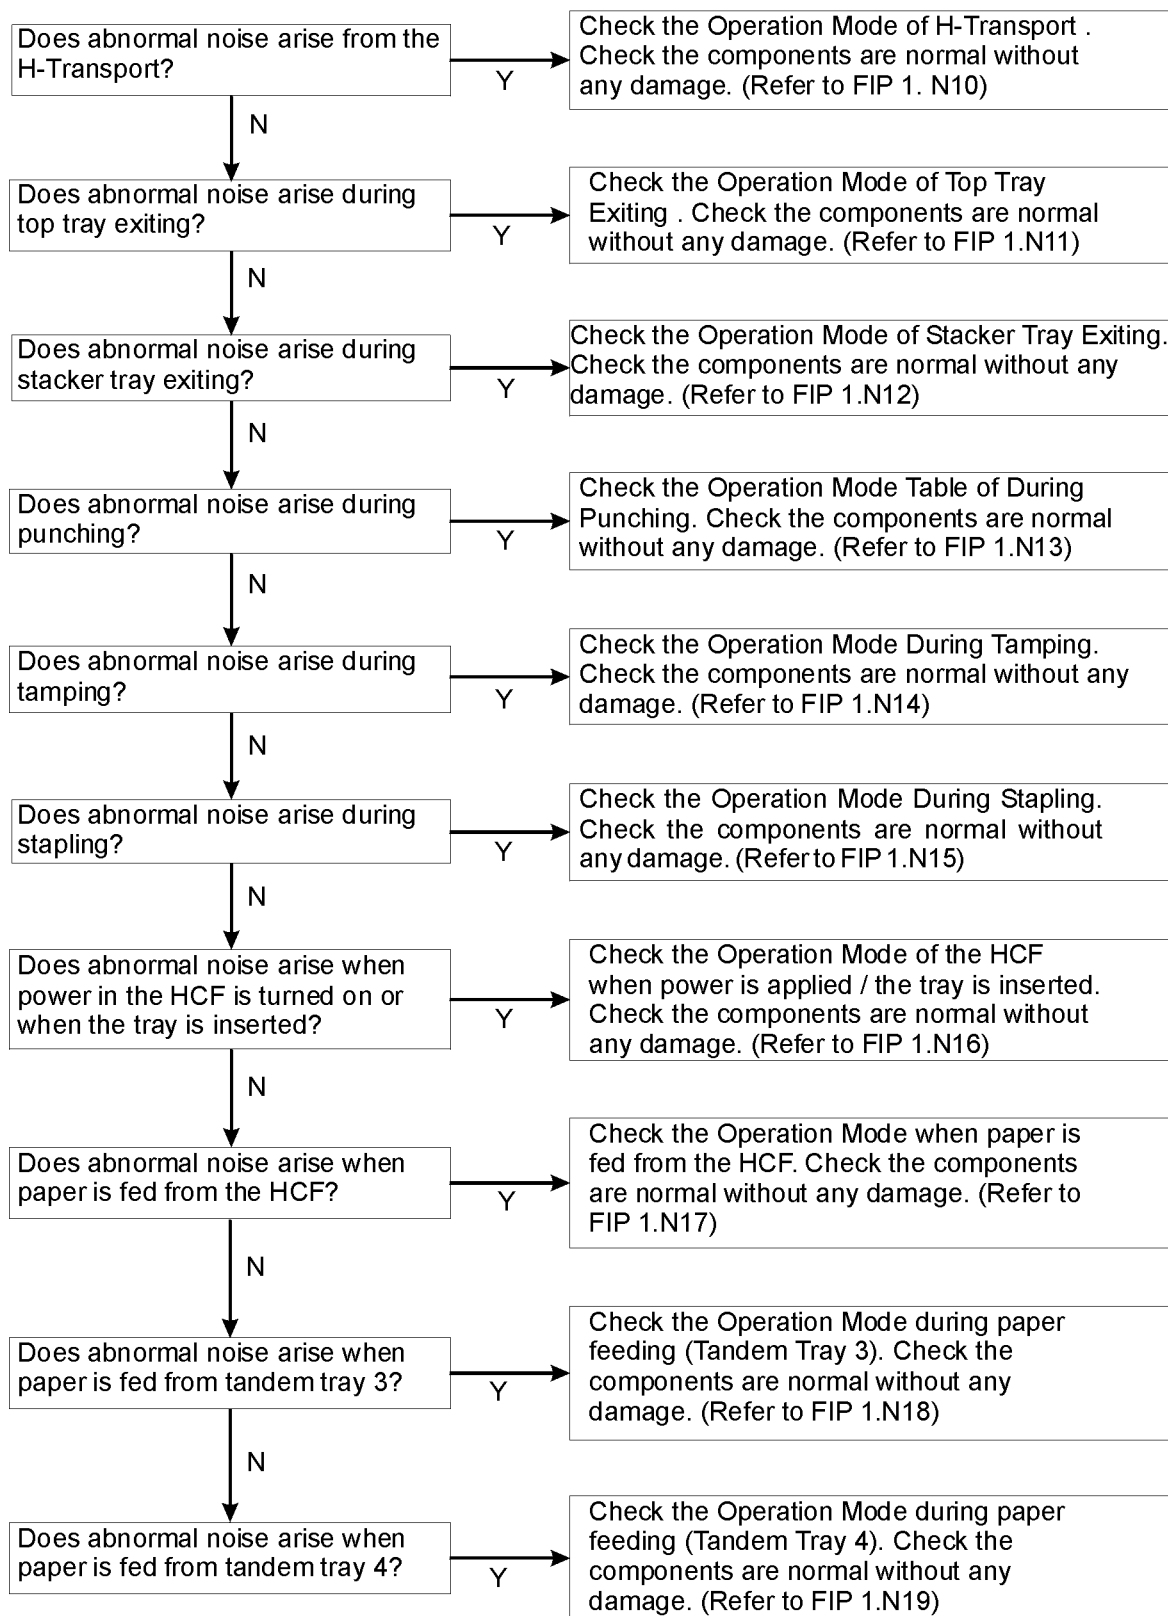 Does abnormal noise arise from the
H-Transport?
Y
Check the Operation Mode of H-Transport .
Check the components are normal without
any damage. (Refer to FIP 1. N10)
N
Does abnormal noise arise during
top tray exiting?
Y
Check the Operation Mode of Top Tray
Exiting . Check the components are normal
without any damage. (Refer to FIP 1.N11)
N
Does abnormal noise arise during
stacker tray exiting?
Y
Check the Operation Mode of Stacker Tray Exiting.
Check the components are normal without any
damage. (Refer to FIP 1.N12)
N
Does abnormal noise arise during
punching?
Y
Check the Operation Mode Table of During
Punching. Check the components are normal
without any damage. (Refer to FIP 1.N13)
N
Does abnormal noise arise during
tamping?
Y
Check the Operation Mode During Tamping.
Check the components are normal without any
damage. (Refer to FIP 1.N14)
N
Does abnormal noise arise during
stapling?
Y
Check the Operation Mode During Stapling.
Check the components are normal without
any damage. (Refer to FIP 1.N15)
N
Does abnormal noise arise when
power in the HCF is turned on or
when the tray is inserted?
Y
Check the Operation Mode of the HCF
when power is applied / the tray is inserted.
Check the components are normal without
any damage. (Refer to FIP 1.N16)
N
Does abnormal noise arise when
paper is fed from the HCF?
Y
Check the Operation Mode when paper is
fed from the HCF. Check the components
are normal without any damage. (Refer to
FIP 1.N17)
N
Does abnormal noise arise when
paper is fed from tandem tray 3?
Y
Check the Operation Mode during paper
feeding (Tandem Tray 3). Check the
components are normal without any
damage. (Refer to FIP 1.N18)
N
Does abnormal noise arise when
paper is fed from tandem tray 4?
Y
Check the Operation Mode during paper
feeding (Tandem Tray 4). Check the
components are normal without any
damage. (Refer to FIP 1.N19)